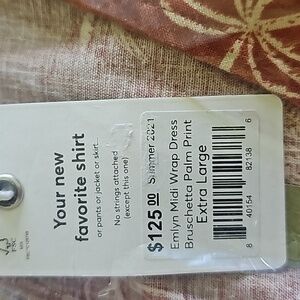 Your new
favorite shirt
or pants or jacket or skirt...
No strings attached
(except this one)
$125.00 Summer 2021
Emlyn Midi Wrap Dress
Bruschetta Palm Print
Extra Large
8 40154 82138 6
FSC